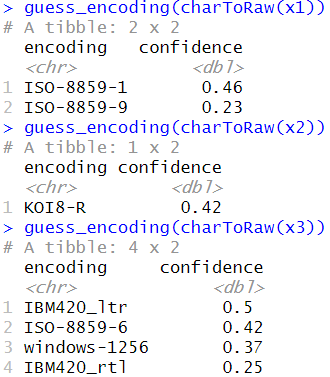 > guess_encoding(charToRaw(x1))
# A tibble: 2 x 2
encoding confidence
<chr> <dbl>
1 ISO-8859-1 0.46
2 ISO-8859-9 0.23
> guess_encoding(charToRaw(x2))
# A tibble: 1 x 2
encoding confidence
<chr> <dbl>
1 KOI8-R 0.42
> guess_encoding(charToRaw(x3))
# A tibble: 4 x 2
encoding confidence
<chr> <dbl>
1 IBM420_ltr 0.5
2 ISO-8859-6 0.42
3 windows-1256 0.37
4 IBM420_rtl 0.25